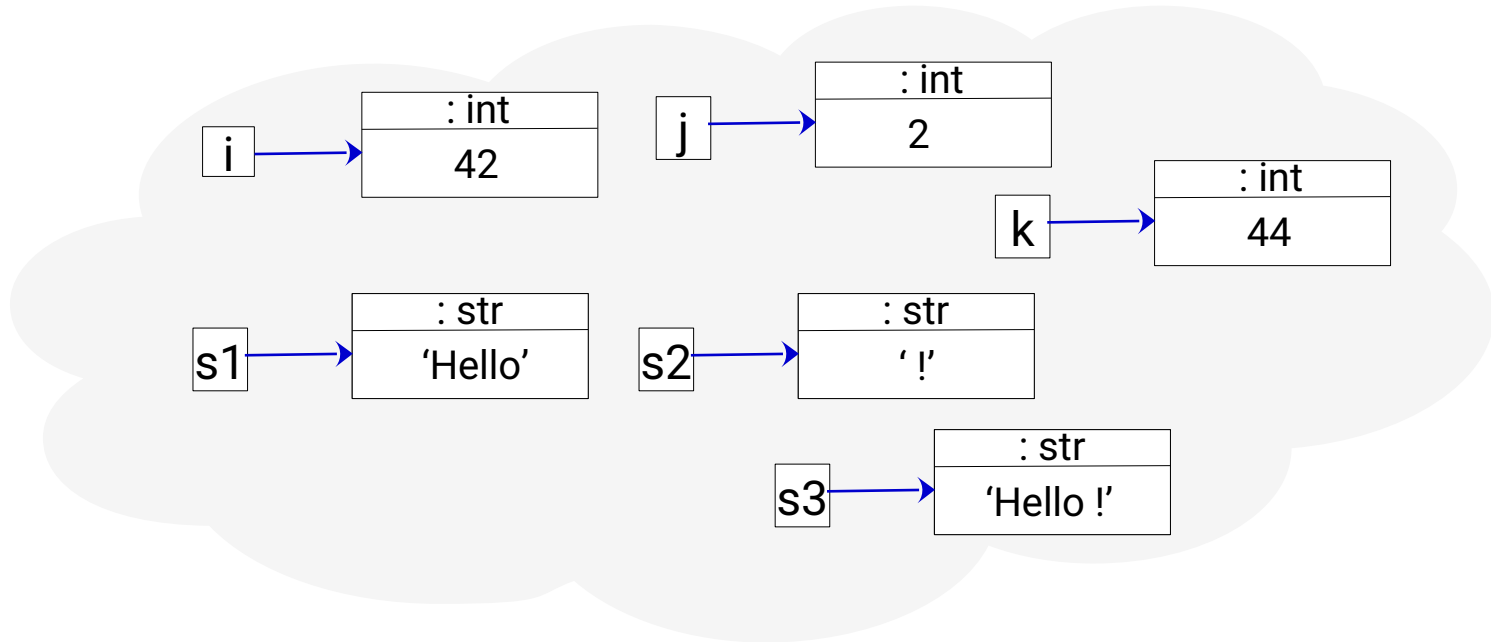 i
: int
42
j
: int
2
k
: int
44
s1
: str
‘Hello’
s2
: str
‘ !’
s3
: str
‘Hello !’